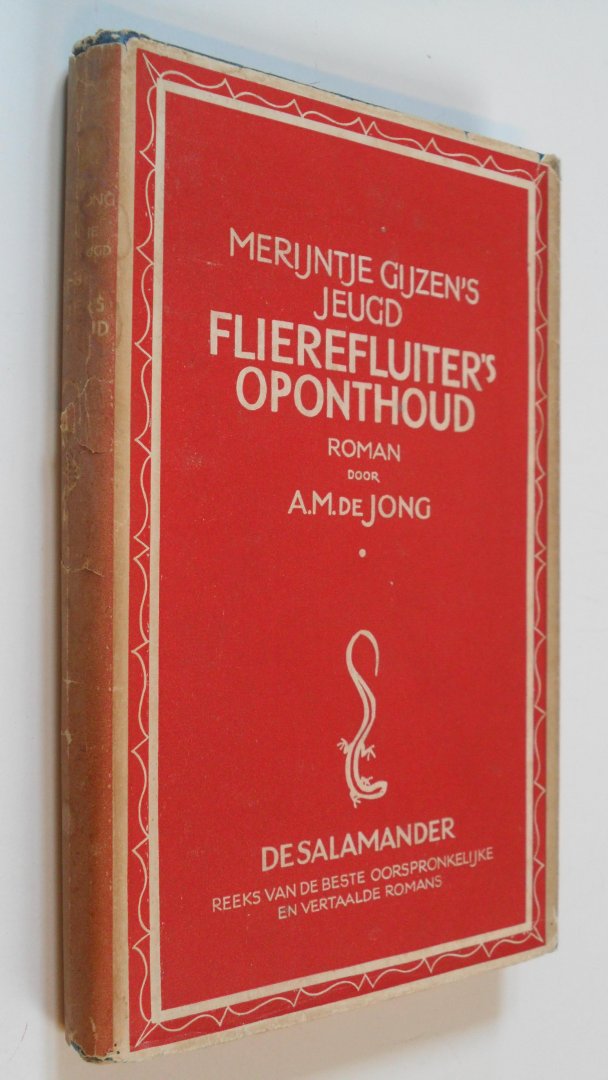 MERIJNTJE GIJZEN'S
JEUGD
FLIEREFLUITER'S
OPONTHOUD
ROMAN
DOOR
A.M. DE JONG
DE SALAMANDER
REEKS VAN DE BESTE OORSPRONKELIJKE
EN VERTAALDE ROMANS